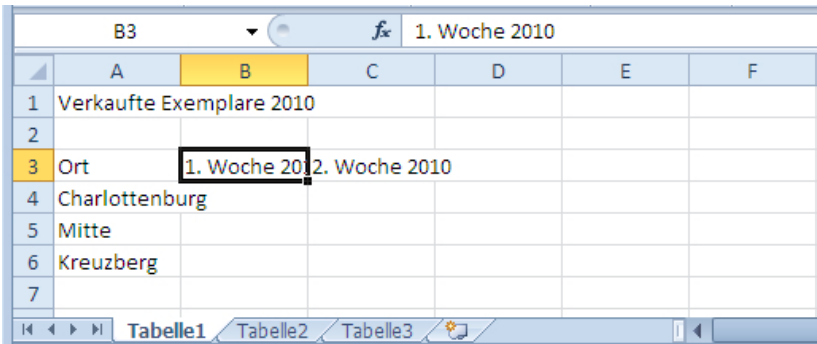 B3 fx 1. Woche 2010
A B C D E F
1 Verkaufte Exemplare 2010
2
3 Ort 1. Woche 20 2. Woche 2010
4 Charlottenburg
5 Mitte
6 Kreuzberg
7
Tabelle1 Tabelle2 Tabelle3